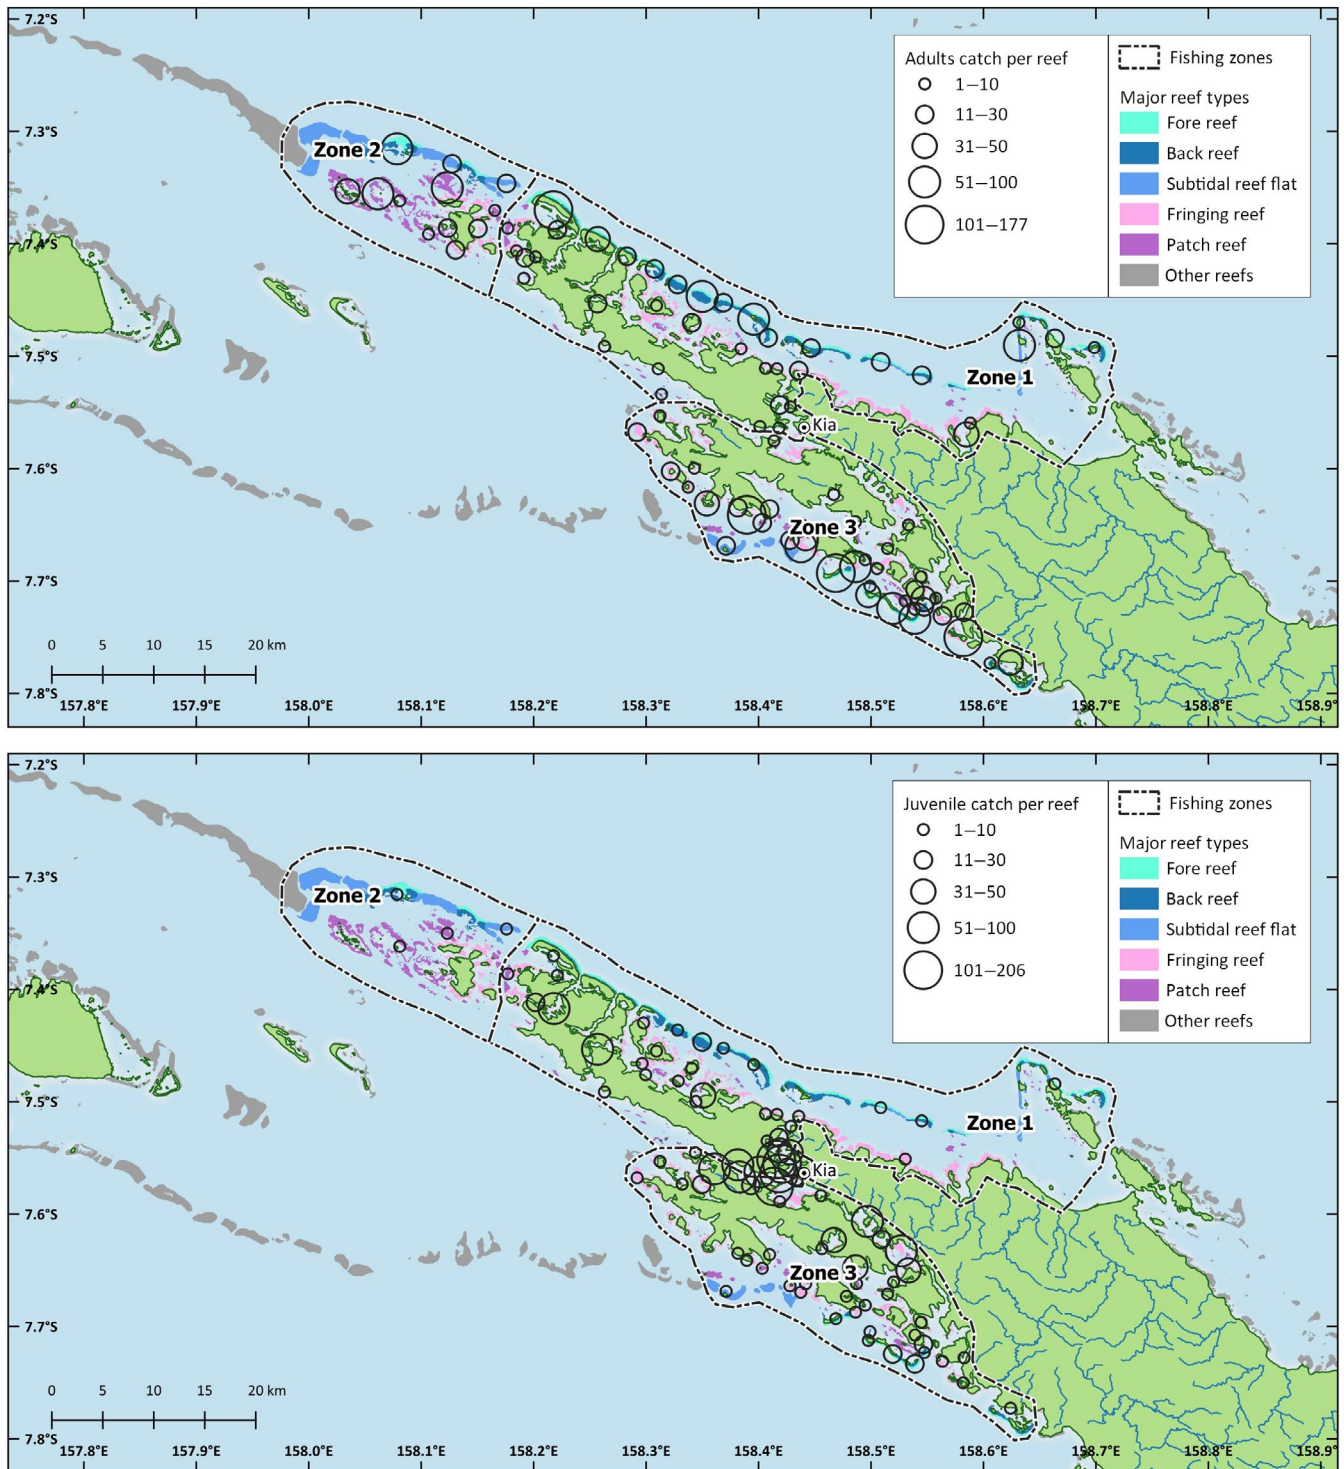 7.2°S
7.3°S
7.4°S
7.5°S
7.6°S
7.7°S
7.8°S
Adults catch per reef
1–10
11–30
31–50
51–100
101–177
Fishing zones
Major reef types
Fore reef
Back reef
Subtidal reef flat
Fringing reef
Patch reef
Other reefs
Zone 2
Zone 1
Kia
Zone 3
0 5 10 15 20 km
157.8°E 157.9°E 158.0°E 158.1°E 158.2°E 158.3°E 158.4°E 158.5°E 158.6°E 158.7°E 158.8°E 158.9°
7.2°S
7.3°S
7.4°S
7.5°S
7.6°S
7.7°S
7.8°S
Juvenile catch per reef
1–10
11–30
31–50
51–100
101–206
Fishing zones
Major reef types
Fore reef
Back reef
Subtidal reef flat
Fringing reef
Patch reef
Other reefs
Zone 2
Zone 1
Kia
Zone 3
0 5 10 15 20 km
157.8°E 157.9°E 158.0°E 158.1°E 158.2°E 158.3°E 158.4°E 158.5°E 158.6°E 158.7°E 158.8°E 158.9°